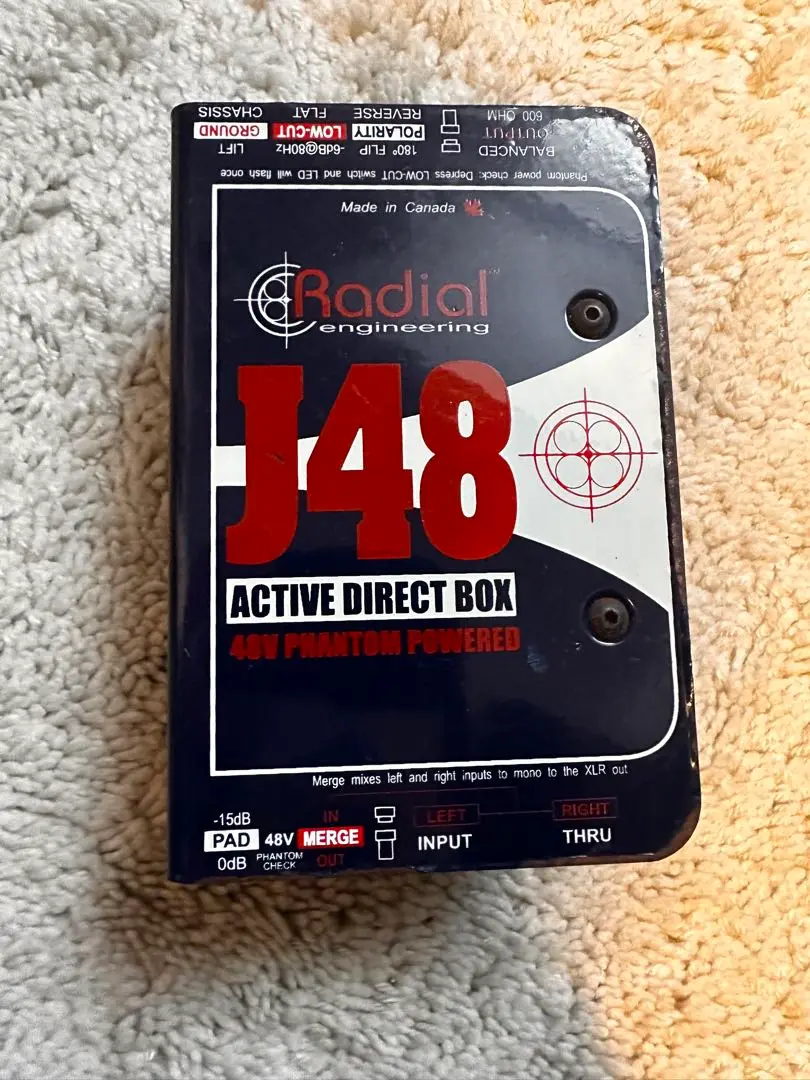 BALANCED OUTPUT 600 OHM
180° FLIP POLARITY REVERSE
-6dB@80Hz LOW-CUT FLAT
LIFT GROUND CHASSIS
Phantom power check: Depress LOW-CUT switch and LED will flash once
Made in Canada
Radial™
engineering
J48
ACTIVE DIRECT BOX
48V PHANTOM POWERED
Merge mixes left and right inputs to mono to the XLR out
-15dB IN LEFT RIGHT
PAD 48V MERGE INPUT THRU
0dB PHANTOM CHECK OUT